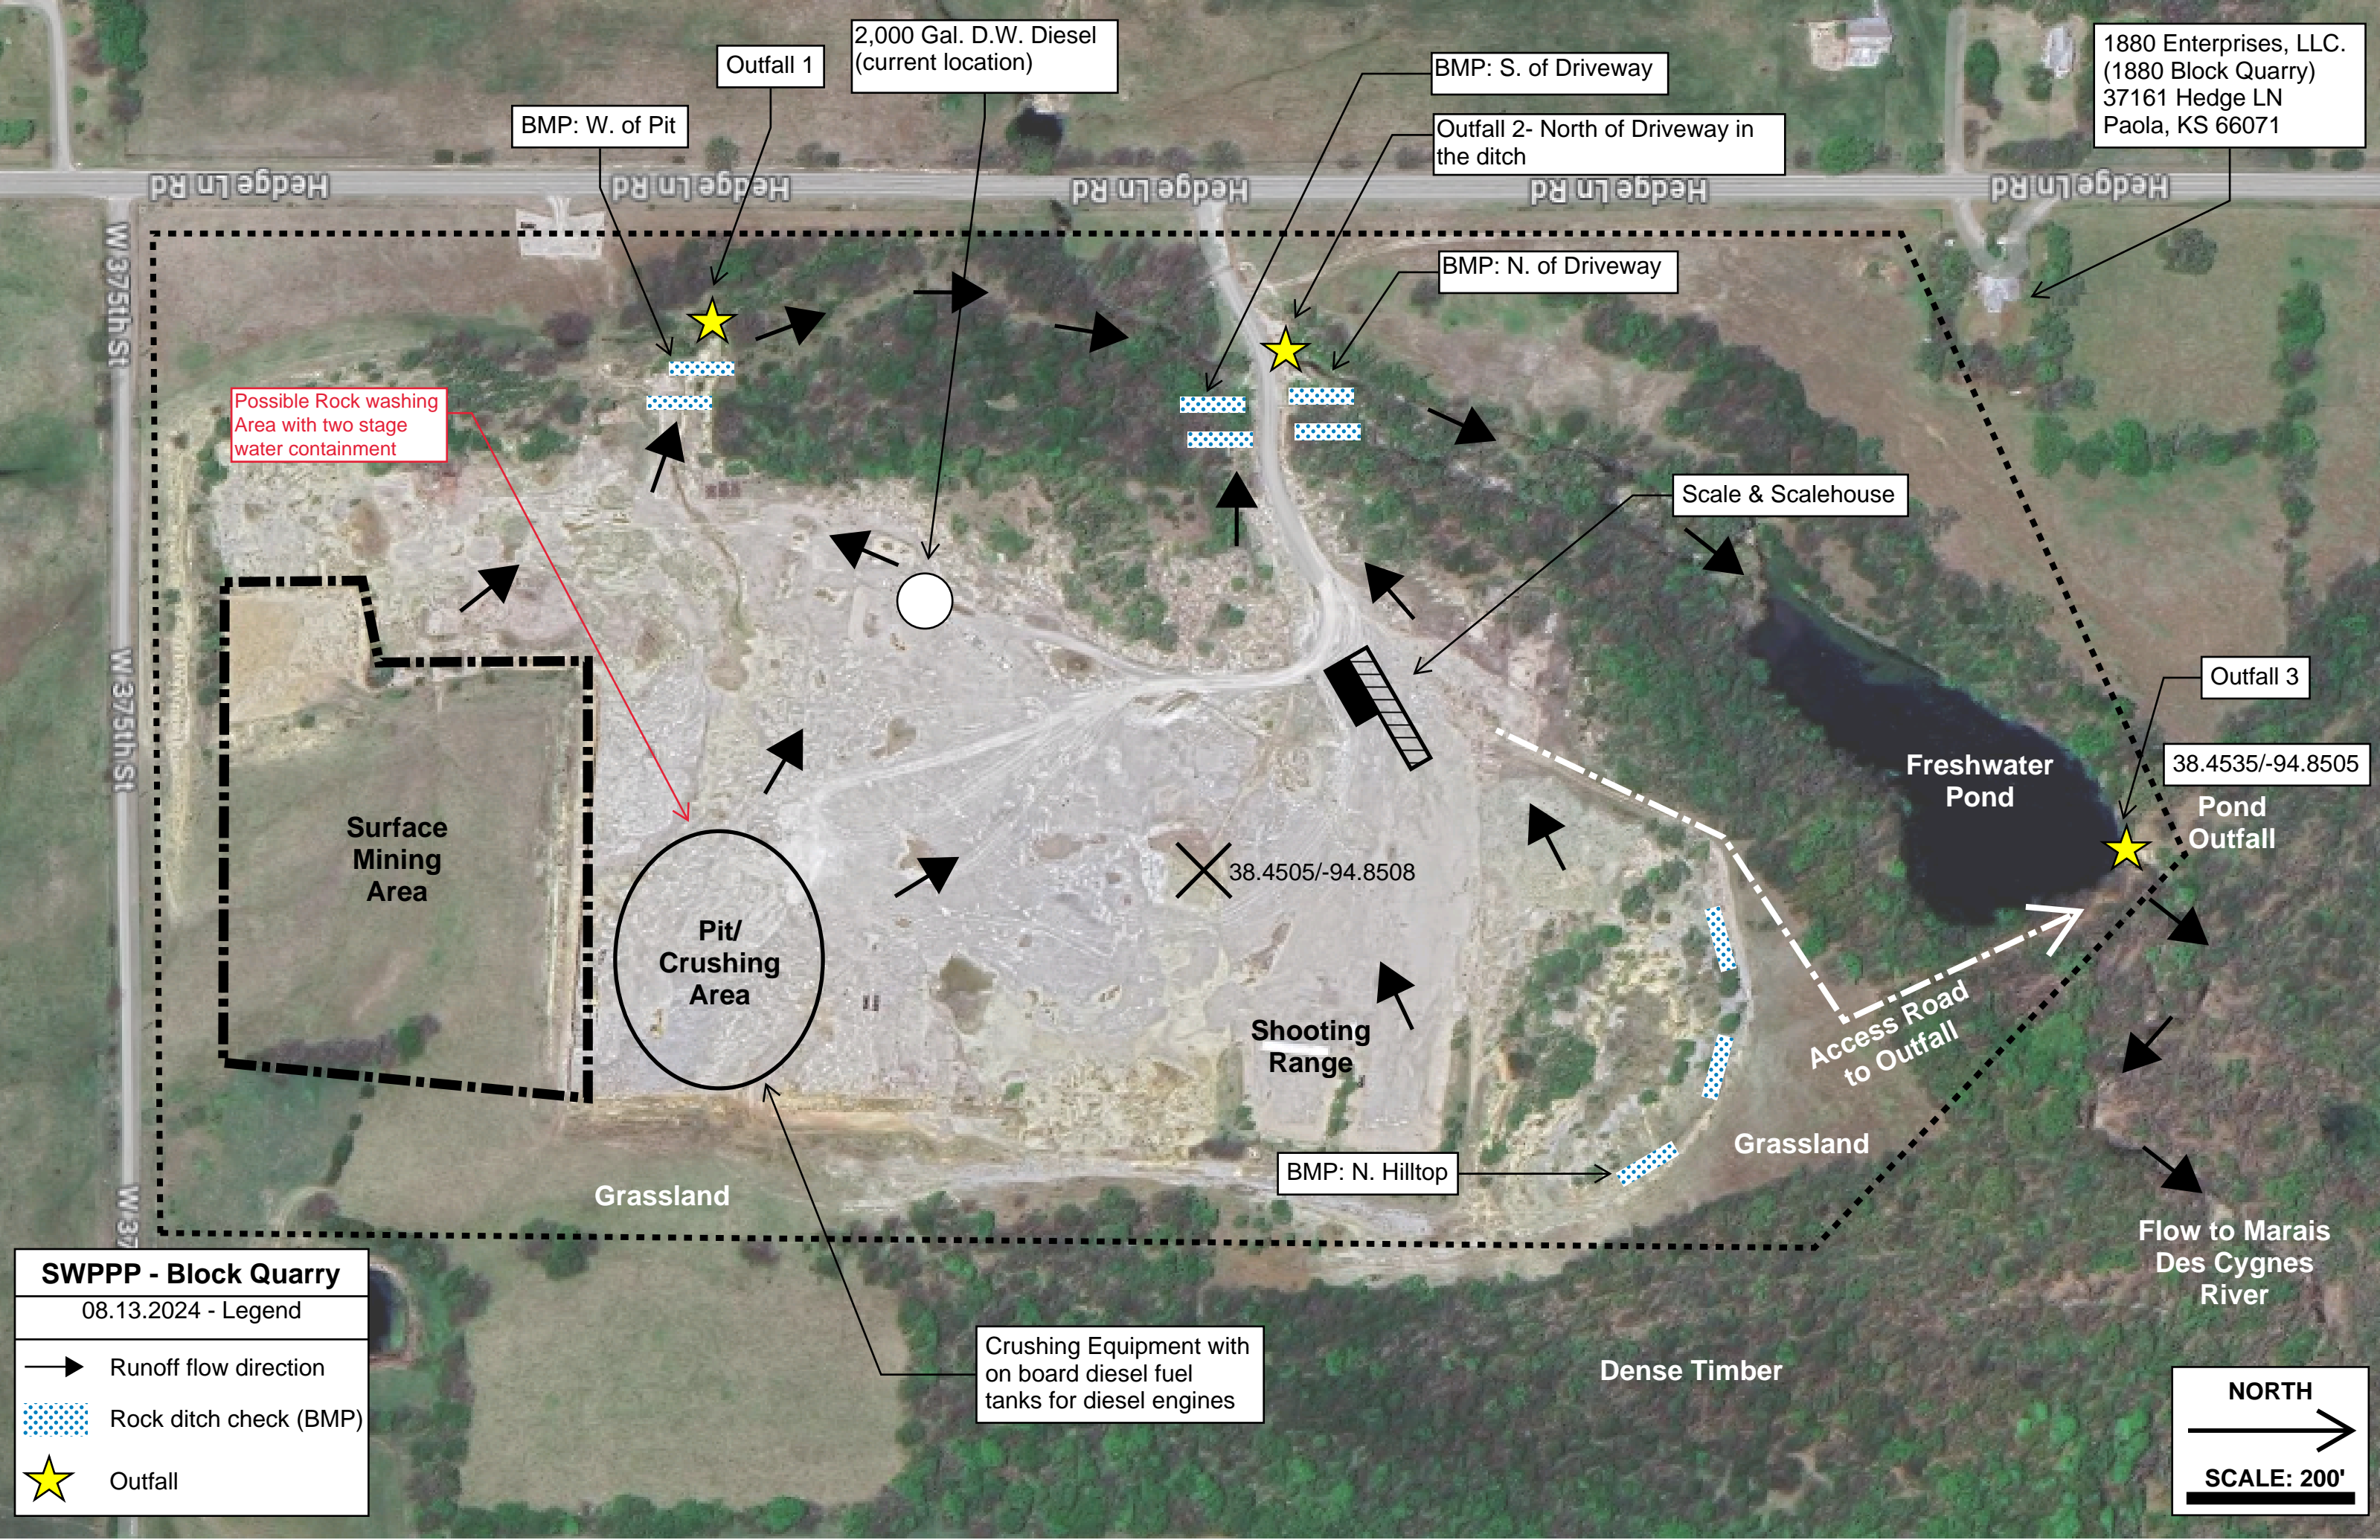 Outfall 1
2,000 Gal. D.W. Diesel
(current location)
BMP: W. of Pit
BMP: S. of Driveway
Outfall 2- North of Driveway in
the ditch
1880 Enterprises, LLC.
(1880 Block Quarry)
37161 Hedge LN
Paola, KS 66071
Hedge Ln Rd
Hedge Ln Rd
Hedge Ln Rd
Hedge Ln Rd
Hedge Ln Rd
W 375th St
BMP: N. of Driveway
Possible Rock washing
Area with two stage
water containment
Scale & Scalehouse
W 375th St
Outfall 3
38.4535/-94.8505
Freshwater
Pond
Pond
Outfall
Surface
Mining
Area
38.4505/-94.8508
Pit/
Crushing
Area
Shooting
Range
Access Road
to Outfall
Grassland
BMP: N. Hilltop
Grassland
W 37
Flow to Marais
Des Cygnes
River
SWPPP - Block Quarry
08.13.2024 - Legend
Runoff flow direction
Rock ditch check (BMP)
Outfall
Crushing Equipment with
on board diesel fuel
tanks for diesel engines
Dense Timber
NORTH
SCALE: 200'